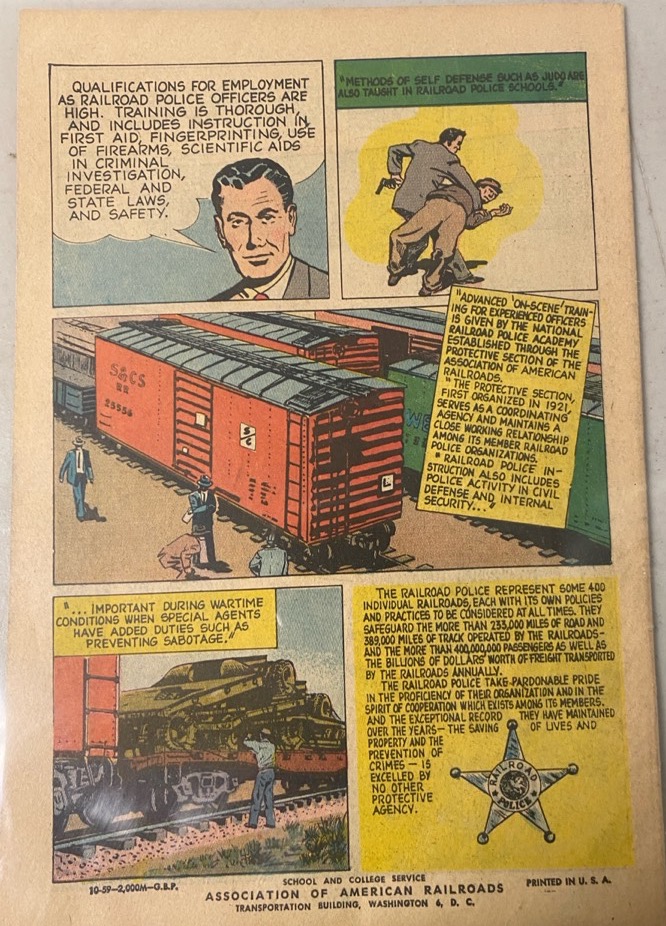 QUALIFICATIONS FOR EMPLOYMENT
AS RAILROAD POLICE OFFICERS ARE
HIGH. TRAINING IS THOROUGH,
AND INCLUDES INSTRUCTION IN
FIRST AID, FINGERPRINTING, USE
OF FIREARMS, SCIENTIFIC AIDS
IN CRIMINAL
INVESTIGATION,
FEDERAL AND
STATE LAWS,
AND SAFETY.
"METHODS OF SELF DEFENSE SUCH AS JUDO ARE
ALSO TAUGHT IN RAILROAD POLICE SCHOOLS."
"ADVANCED 'ON-SCENE' TRAIN-
ING FOR EXPERIENCED OFFICERS
IS GIVEN BY THE NATIONAL
RAILROAD POLICE ACADEMY
ESTABLISHED THROUGH THE
PROTECTIVE SECTION OF THE
ASSOCIATION OF AMERICAN
RAILROADS.
"THE PROTECTIVE SECTION,
FIRST ORGANIZED IN 1921,
SERVES AS A COORDINATING
AGENCY AND MAINTAINS A
CLOSE WORKING RELATIONSHIP
AMONG ITS MEMBER RAILROAD
POLICE ORGANIZATIONS.
"RAILROAD POLICE IN-
STRUCTION ALSO INCLUDES
POLICE ACTIVITY IN CIVIL
DEFENSE AND INTERNAL
SECURITY..."
S&CS
RR
25556
S
G
L
"... IMPORTANT DURING WARTIME
CONDITIONS WHEN SPECIAL AGENTS
HAVE ADDED DUTIES SUCH AS
PREVENTING SABOTAGE."
THE RAILROAD POLICE REPRESENT SOME 400
INDIVIDUAL RAILROADS, EACH WITH ITS OWN POLICIES
AND PRACTICES TO BE CONSIDERED AT ALL TIMES. THEY
SAFEGUARD THE MORE THAN 233,000 MILES OF ROAD AND
389,000 MILES OF TRACK OPERATED BY THE RAILROADS-
AND THE MORE THAN 400,000,000 PASSENGERS AS WELL AS
THE BILLIONS OF DOLLARS' WORTH OF FREIGHT TRANSPORTED
BY THE RAILROADS ANNUALLY.
THE RAILROAD POLICE TAKE PARDONABLE PRIDE
IN THE PROFICIENCY OF THEIR ORGANIZATION AND IN THE
SPIRIT OF COOPERATION WHICH EXISTS AMONG ITS MEMBERS.
AND THE EXCEPTIONAL RECORD THEY HAVE MAINTAINED
OVER THE YEARS—THE SAVING OF LIVES AND
PROPERTY AND THE
PREVENTION OF
CRIMES — IS
EXCELLED BY
NO OTHER
PROTECTIVE
AGENCY.
RAILROAD
POLICE
10-59-2,000M-G.B.P.
SCHOOL AND COLLEGE SERVICE
ASSOCIATION OF AMERICAN RAILROADS
TRANSPORTATION BUILDING, WASHINGTON 6, D. C.
PRINTED IN U. S. A.